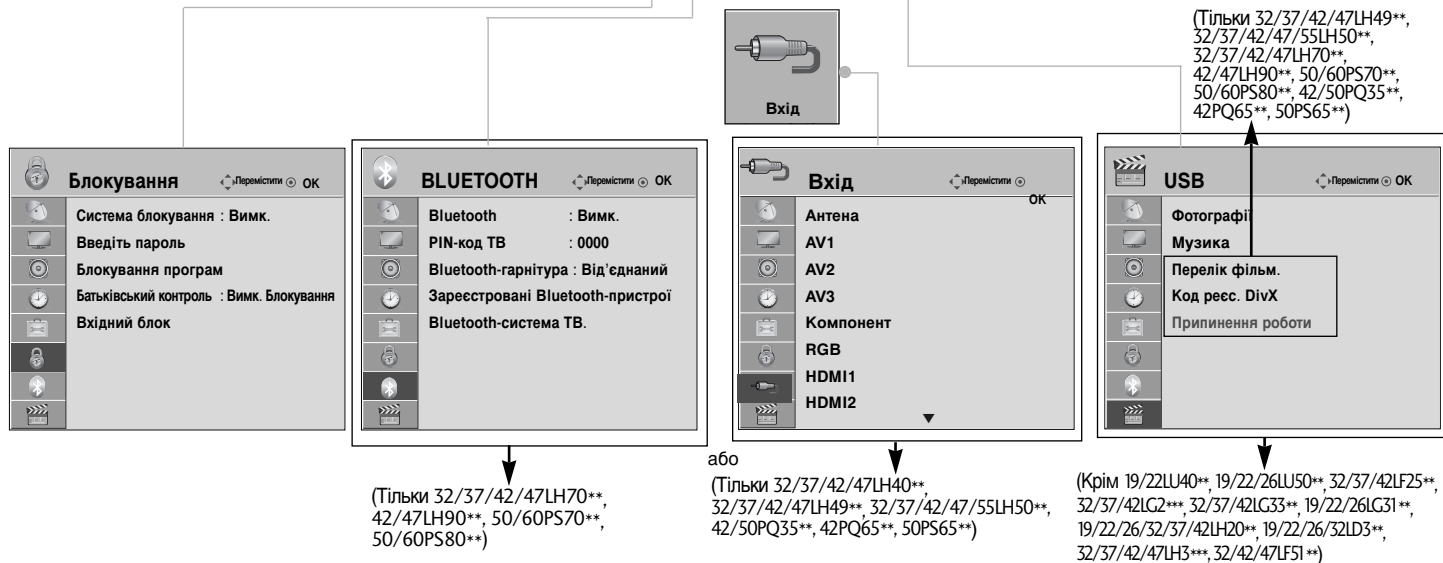 (Тільки 32/37/42/47LH49**,
32/37/42/47/55LH50**,
32/37/42/47LH70**,
42/47LH90**, 50/60PS70**,
50/60PS80**, 42/50PQ35**,
42PQ65**, 50PS65**)
Вхід
Блокування
Перемістити OK
Система блокування : Вимк.
Введіть пароль
Блокування програм
Батьківський контроль : Вимк. Блокування
Вхідний блок
BLUETOOTH
Перемістити OK
Bluetooth : Вимк.
PIN-код ТВ : 0000
Bluetooth-гарнітура : Від'єднаний
Зареєстровані Bluetooth-пристрої
Bluetooth-система ТВ.
(Тільки 32/37/42/47LH70**,
42/47LH90**, 50/60PS70**,
50/60PS80**)
або
Вхід
Перемістити
OK
Антена
AV1
AV2
AV3
Компонент
RGB
HDMI1
HDMI2
(Тільки 32/37/42/47LH40**,
32/37/42/47LH49**, 32/37/42/47/55LH50**,
42/50PQ35**, 42PQ65**, 50PS65**)
USB
Перемістити OK
Фотографії
Музика
Перелік фільм.
Код реєс. DivX
Припинення роботи
(Крім 19/22LU40**, 19/22/26LU50**, 32/37/42LF25**,
32/37/42LG2***, 32/37/42LG33**, 19/22/26LG31**,
19/22/26/32/37/42LH20**, 19/22/26/32LD3**,
32/37/42/47LH3***, 32/42/47LF51**)